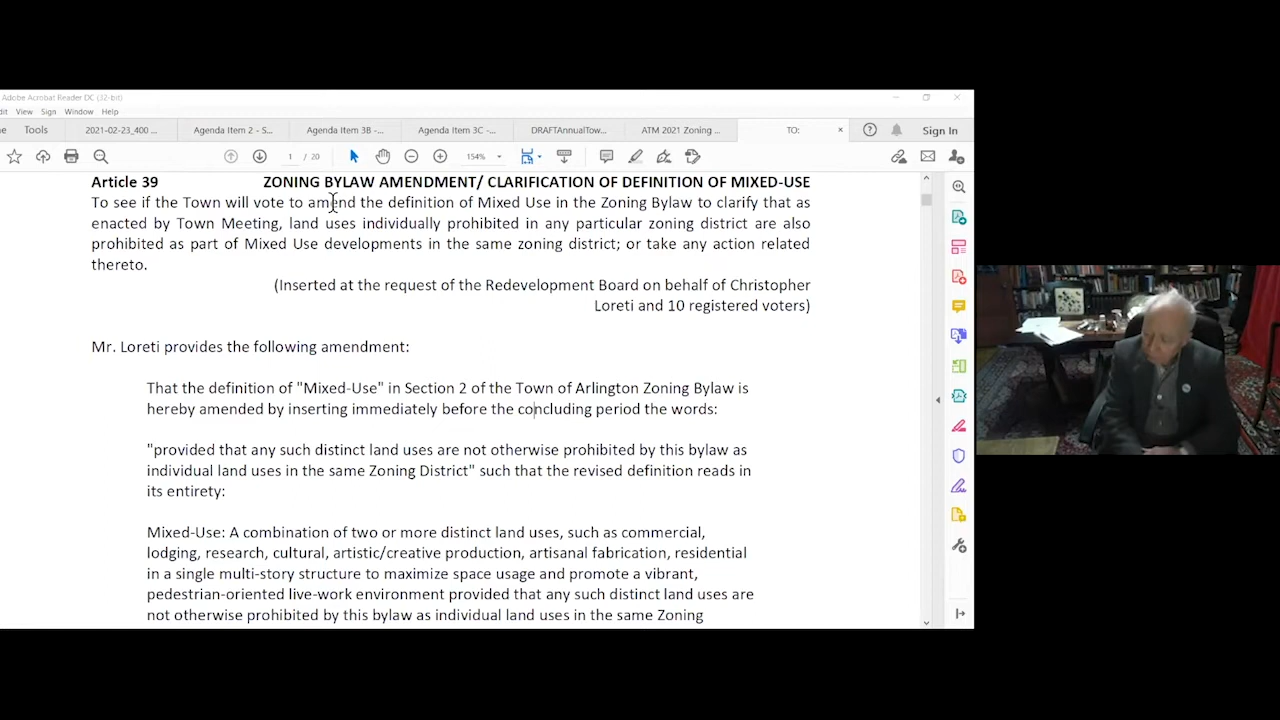 Adobe Acrobat Reader DC (32-bit)
dit View Sign Window Help
e Tools 2021-02-23_400 ... Agenda Item 2 - S... Agenda Item 3B -... Agenda Item 3C -... DRAFTAnnualTow... ATM 2021 Zoning ... TO: × Sign In
1 / 20 154%
Article 39 ZONING BYLAW AMENDMENT/ CLARIFICATION OF DEFINITION OF MIXED-USE
To see if the Town will vote to amend the definition of Mixed Use in the Zoning Bylaw to clarify that as
enacted by Town Meeting, land uses individually prohibited in any particular zoning district are also
prohibited as part of Mixed Use developments in the same zoning district; or take any action related
thereto.
(Inserted at the request of the Redevelopment Board on behalf of Christopher
Loreti and 10 registered voters)
Mr. Loreti provides the following amendment:
That the definition of "Mixed-Use" in Section 2 of the Town of Arlington Zoning Bylaw is
hereby amended by inserting immediately before the concluding period the words:
"provided that any such distinct land uses are not otherwise prohibited by this bylaw as
individual land uses in the same Zoning District" such that the revised definition reads in
its entirety:
Mixed-Use: A combination of two or more distinct land uses, such as commercial,
lodging, research, cultural, artistic/creative production, artisanal fabrication, residential
in a single multi-story structure to maximize space usage and promote a vibrant,
pedestrian-oriented live-work environment provided that any such distinct land uses are
not otherwise prohibited by this bylaw as individual land uses in the same Zoning